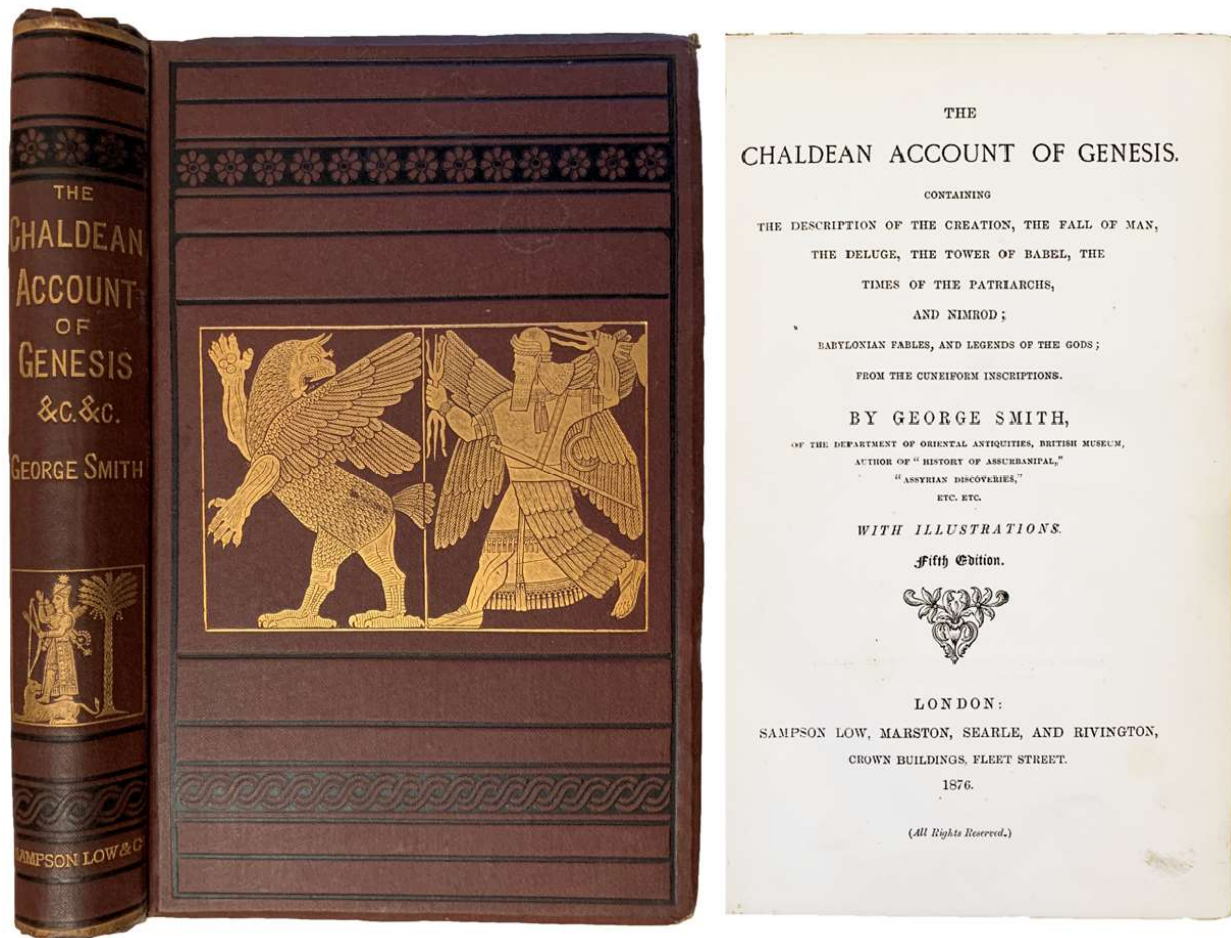 THE
CHALDEAN
ACCOUNT
OF
GENESIS
&C. &C.
GEORGE SMITH
SAMPSON LOW & Co
THE
CHALDEAN ACCOUNT OF GENESIS.
CONTAINING
THE DESCRIPTION OF THE CREATION, THE FALL OF MAN,
THE DELUGE, THE TOWER OF BABEL, THE
TIMES OF THE PATRIARCHS,
AND NIMROD;
BABYLONIAN FABLES, AND LEGENDS OF THE GODS;
FROM THE CUNEIFORM INSCRIPTIONS.
BY GEORGE SMITH,
OF THE DEPARTMENT OF ORIENTAL ANTIQUITIES, BRITISH MUSEUM,
AUTHOR OF "HISTORY OF ASSURBANIPAL,"
"ASSYRIAN DISCOVERIES,"
ETC. ETC.
WITH ILLUSTRATIONS.
Fifth Edition.
LONDON:
SAMPSON LOW, MARSTON, SEARLE, AND RIVINGTON,
CROWN BUILDINGS, FLEET STREET.
1876.
(All Rights Reserved.)